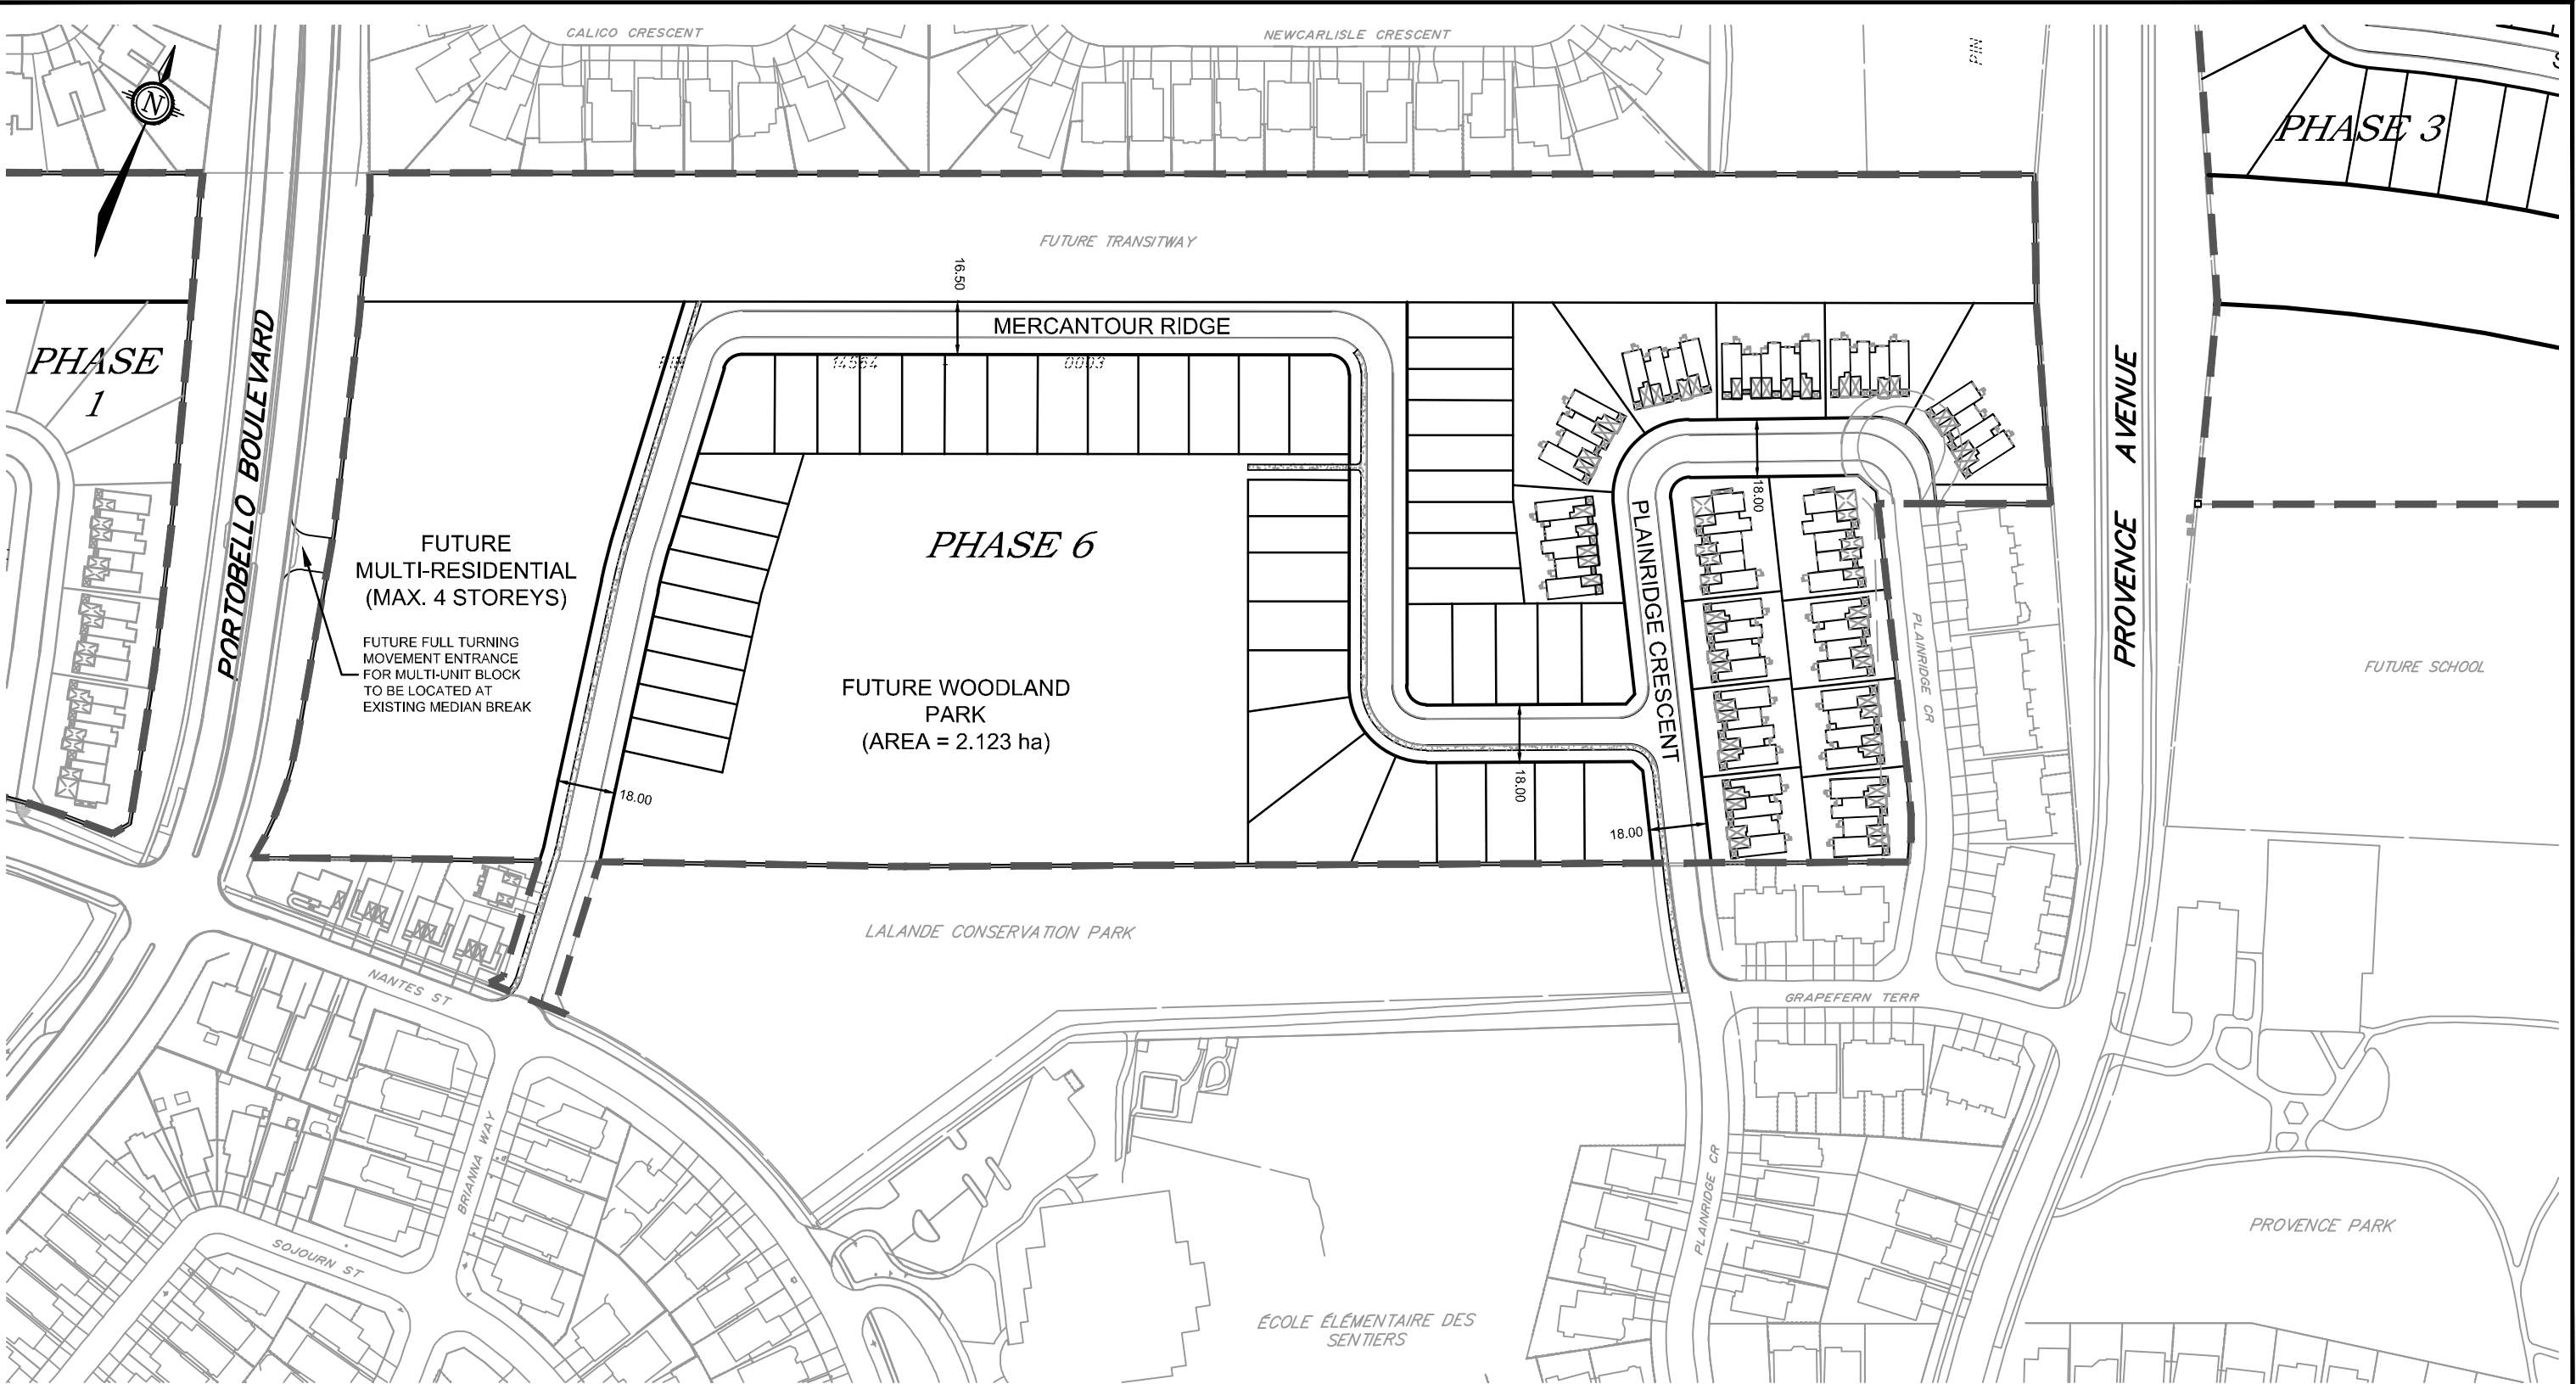 CALICO CRESCENT
NEWCARLISLE CRESCENT
PIN
N
PHASE 3
FUTURE TRANSITWAY
16.50
MERCANTOUR RIDGE
PHASE
1
PORTOBELLO BOULEVARD
PIN
14564
-
0003
PROVENCE AVENUE
18.00
FUTURE
MULTI-RESIDENTIAL
(MAX. 4 STOREYS)
PHASE 6
PLAINRIDGE CRESCENT
PLAINRIDGE CR
FUTURE SCHOOL
FUTURE FULL TURNING
MOVEMENT ENTRANCE
FOR MULTI-UNIT BLOCK
TO BE LOCATED AT
EXISTING MEDIAN BREAK
FUTURE WOODLAND
PARK
(AREA = 2.123 ha)
18.00
18.00
18.00
LALANDE CONSERVATION PARK
NANTES ST
GRAPEFERN TERR
BRIANNA WAY
PLAINRIDGE CR
SOJOURN ST
PROVENCE PARK
ÉCOLE ÉLÉMENTAIRE DES
SENTIERS